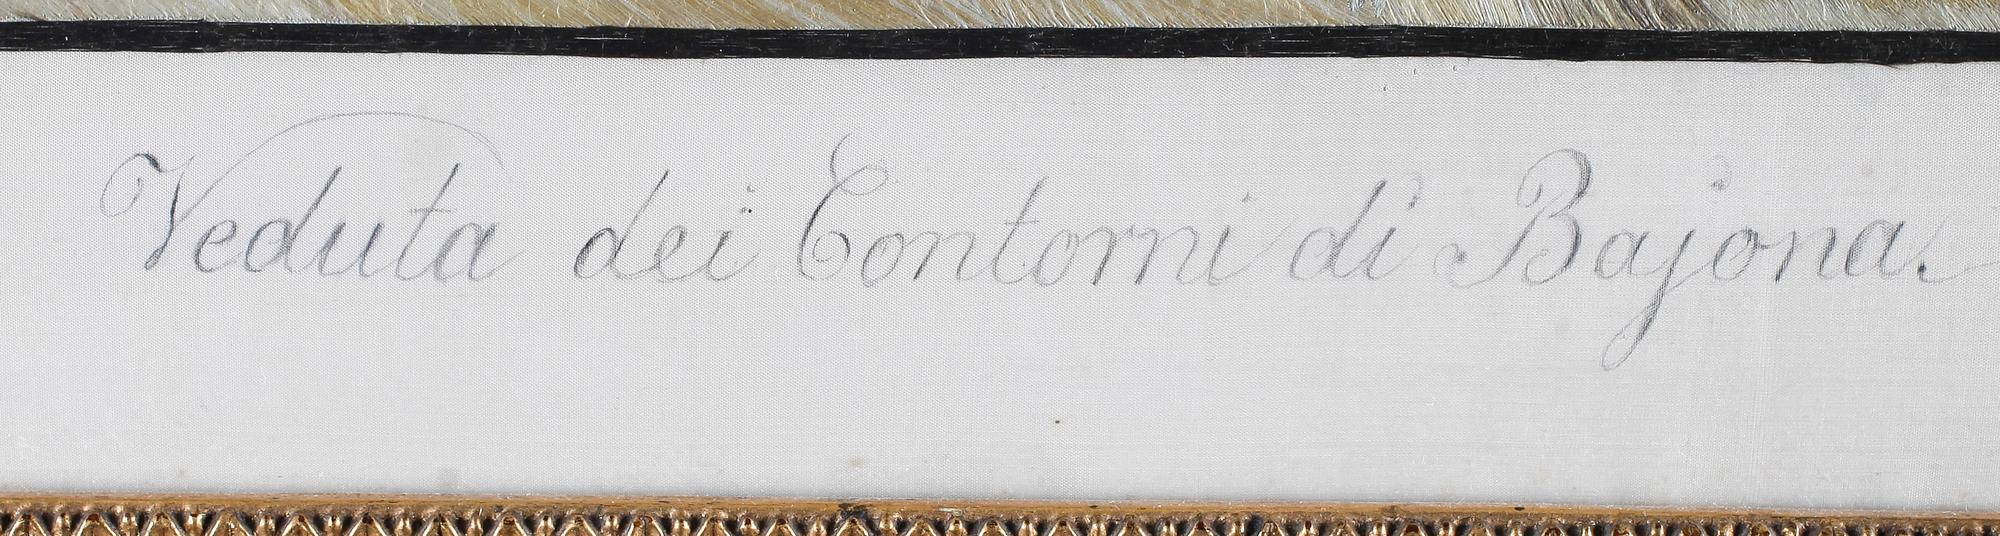 Veduta dei Contorni di Bajona.